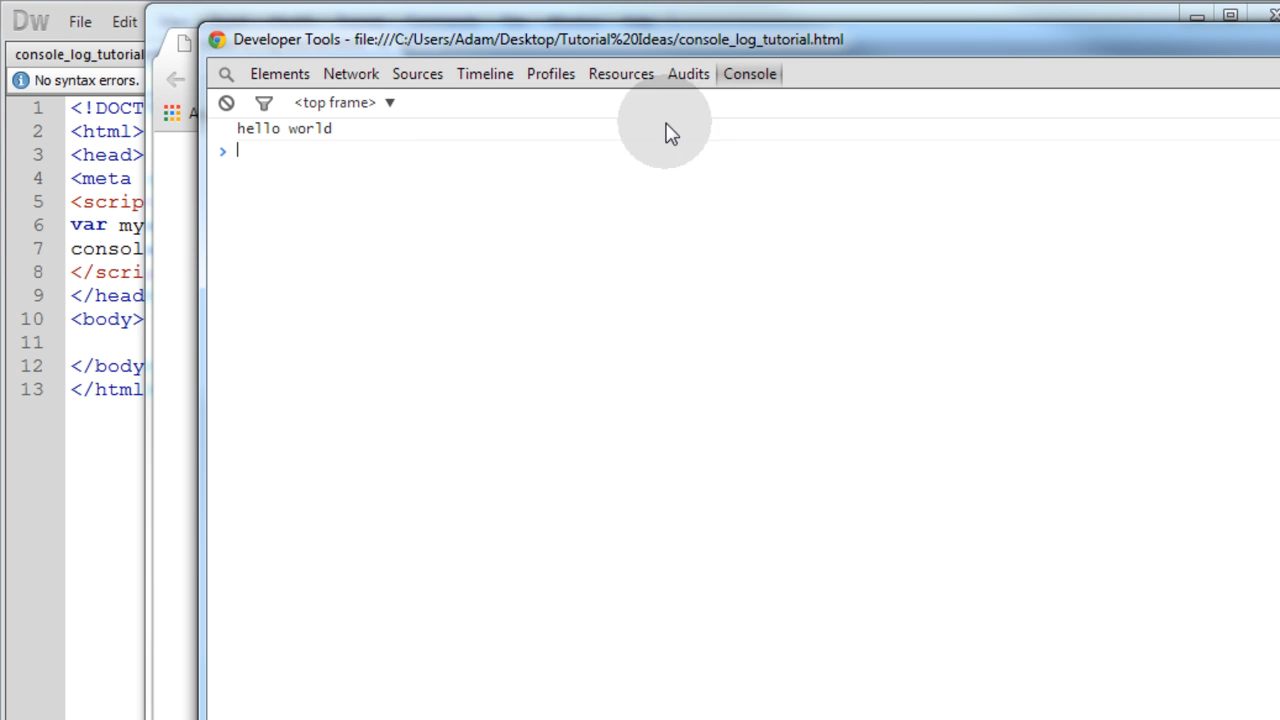 Dw File Edit
console_log_tutorial
No syntax errors.
1 <!DOCT
2 <html>
3 <head>
4 <meta
5 <scrip
6 var my
7 consol
8 </scri
9 </head
10 <body>
11
12 </body
13 </html
A
Developer Tools - file:///C:/Users/Adam/Desktop/Tutorial%20Ideas/console_log_tutorial.html
Elements Network Sources Timeline Profiles Resources Audits Console
<top frame> ▼
hello world
>